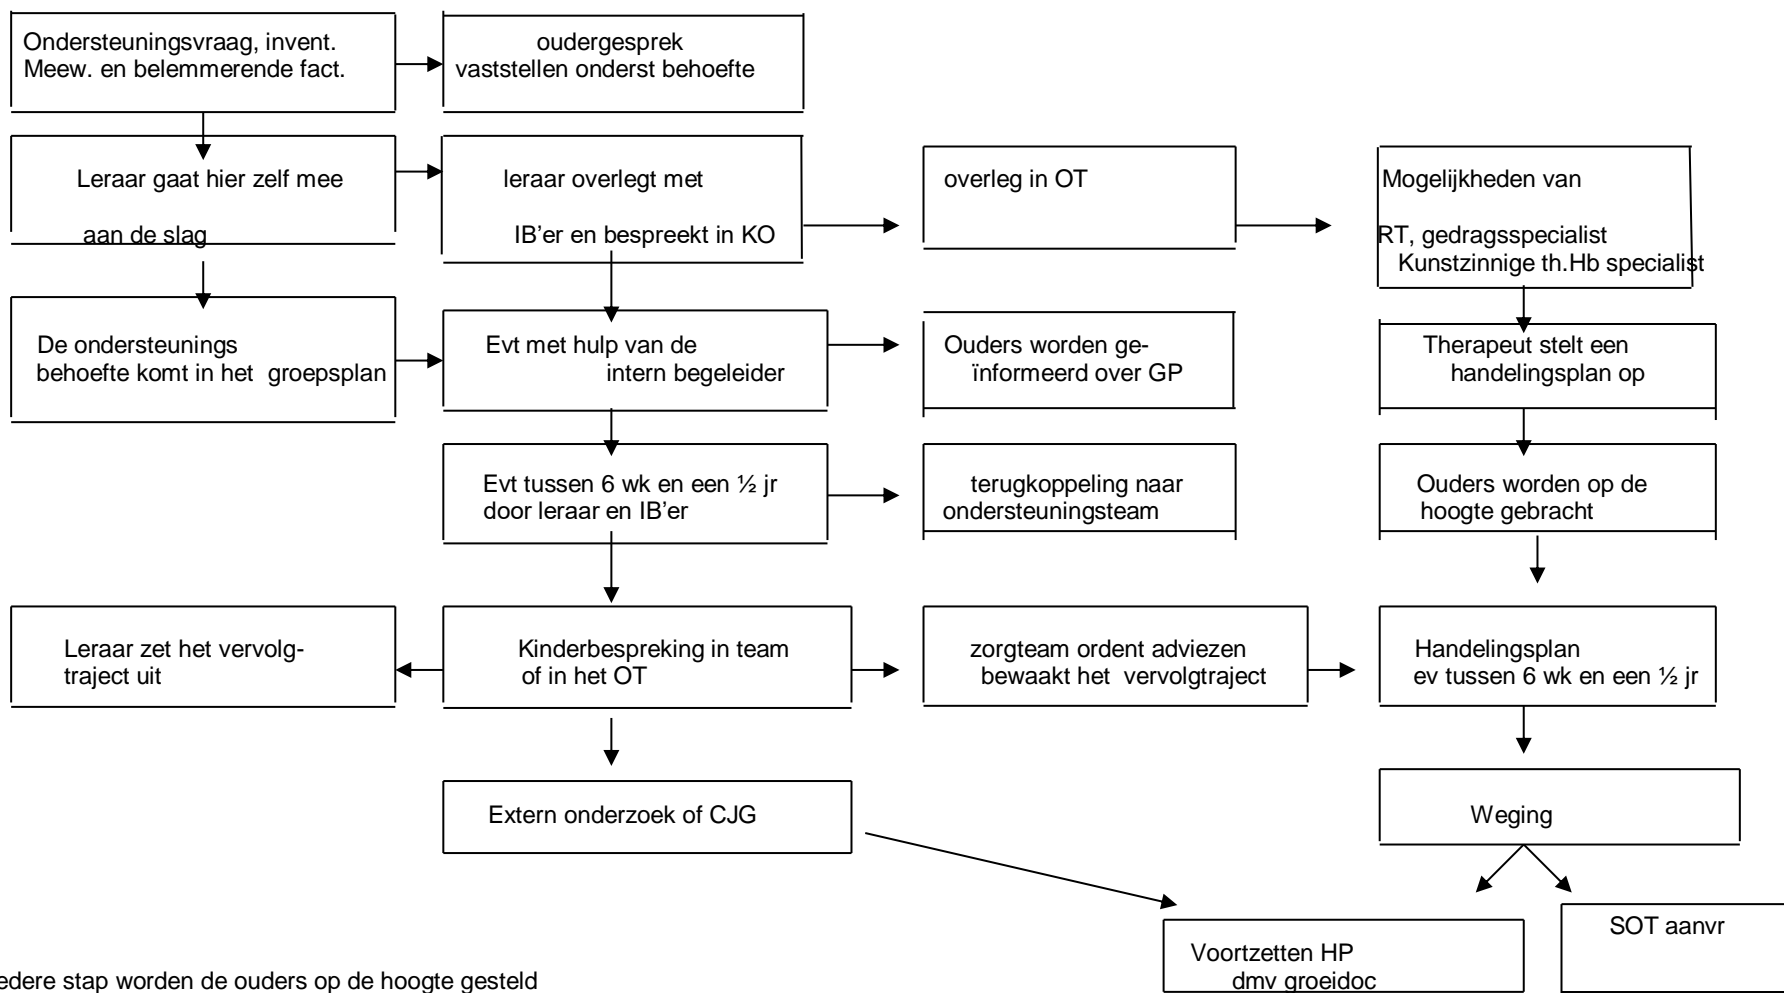 Ondersteuningsvraag, invent.
Meew. en belemmerende fact.
oudergesprek
vaststellen onderst behoefte
Leraar gaat hier zelf mee
aan de slag
leraar overlegt met
IB'er en bespreekt in KO
overleg in OT
Mogelijkheden van
RT, gedragsspecialist
Kunstzinnige th.Hb specialist
De ondersteunings
behoefte komt in het groepsplan
Evt met hulp van de
intern begeleider
Ouders worden ge-
ïnformeerd over GP
Therapeut stelt een
handelingsplan op
Evt tussen 6 wk en een ½ jr
door leraar en IB'er
terugkoppeling naar
ondersteuningsteam
Ouders worden op de
hoogte gebracht
Leraar zet het vervolg-
traject uit
Kinderbespreking in team
of in het OT
zorgteam ordent adviezen
bewaakt het vervolgtraject
Handelingsplan
ev tussen 6 wk en een ½ jr
Extern onderzoek of CJG
Weging
Voortzetten HP
dmv groeidoc
SOT aanvr
edere stap worden de ouders op de hoogte gesteld